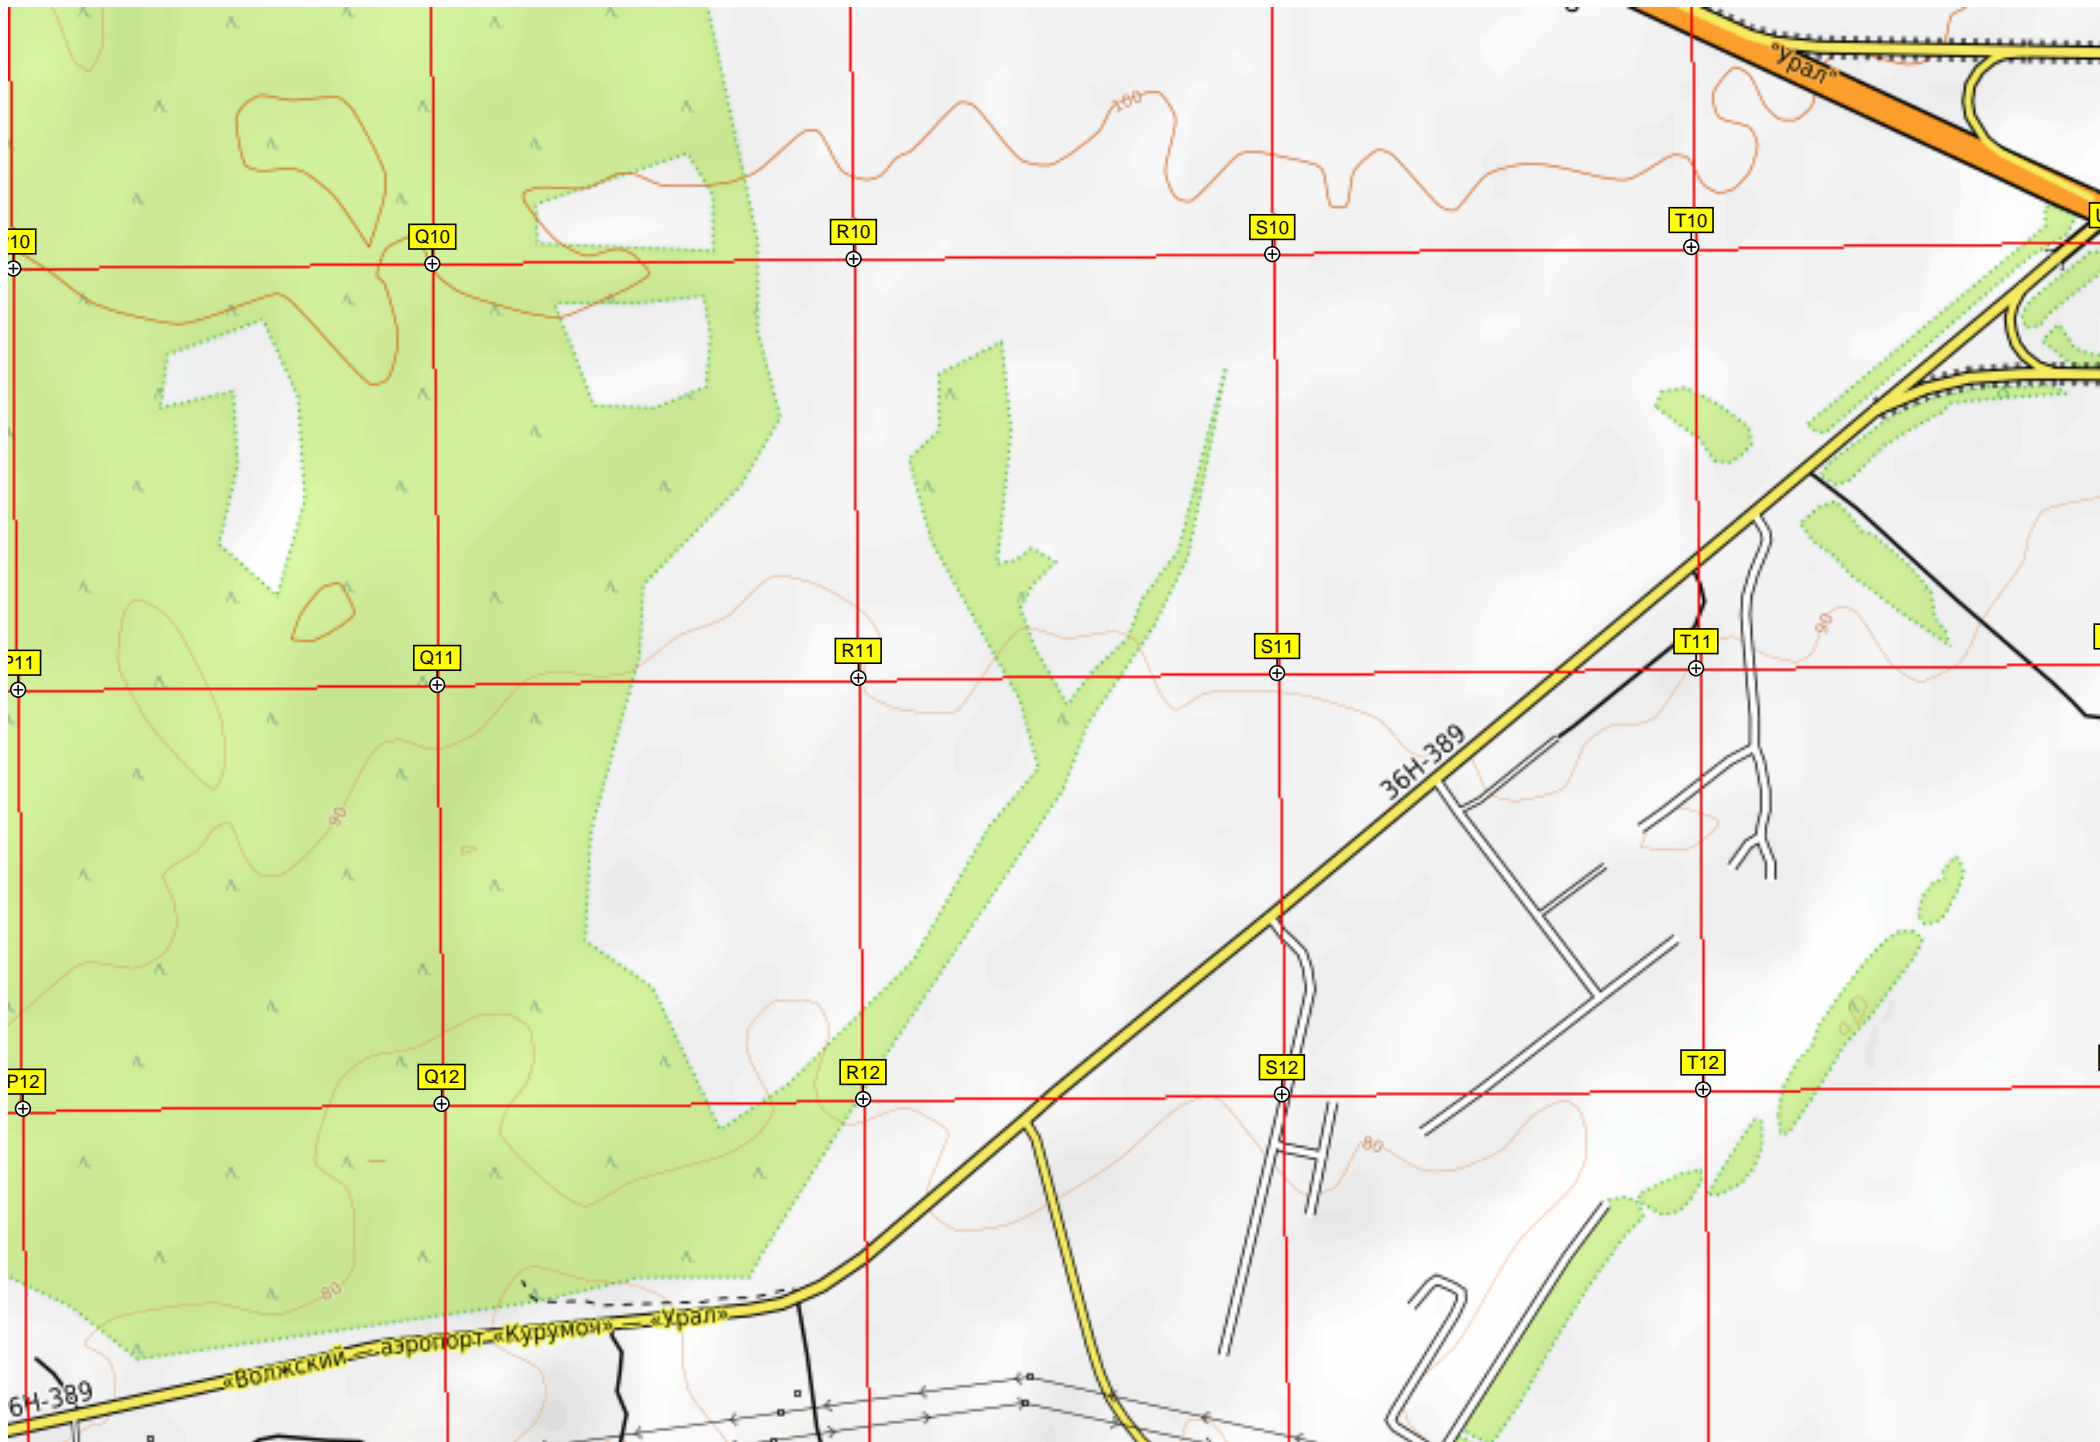 "Урал"
100
Q10
R10
S10
T10
10
90
P11
Q11
R11
S11
T11
36Н-389
90
P12
Q12
R12
S12
T12
80
80
«Волжский — аэропорт «Курумоч» — «Урал»
6Н-389